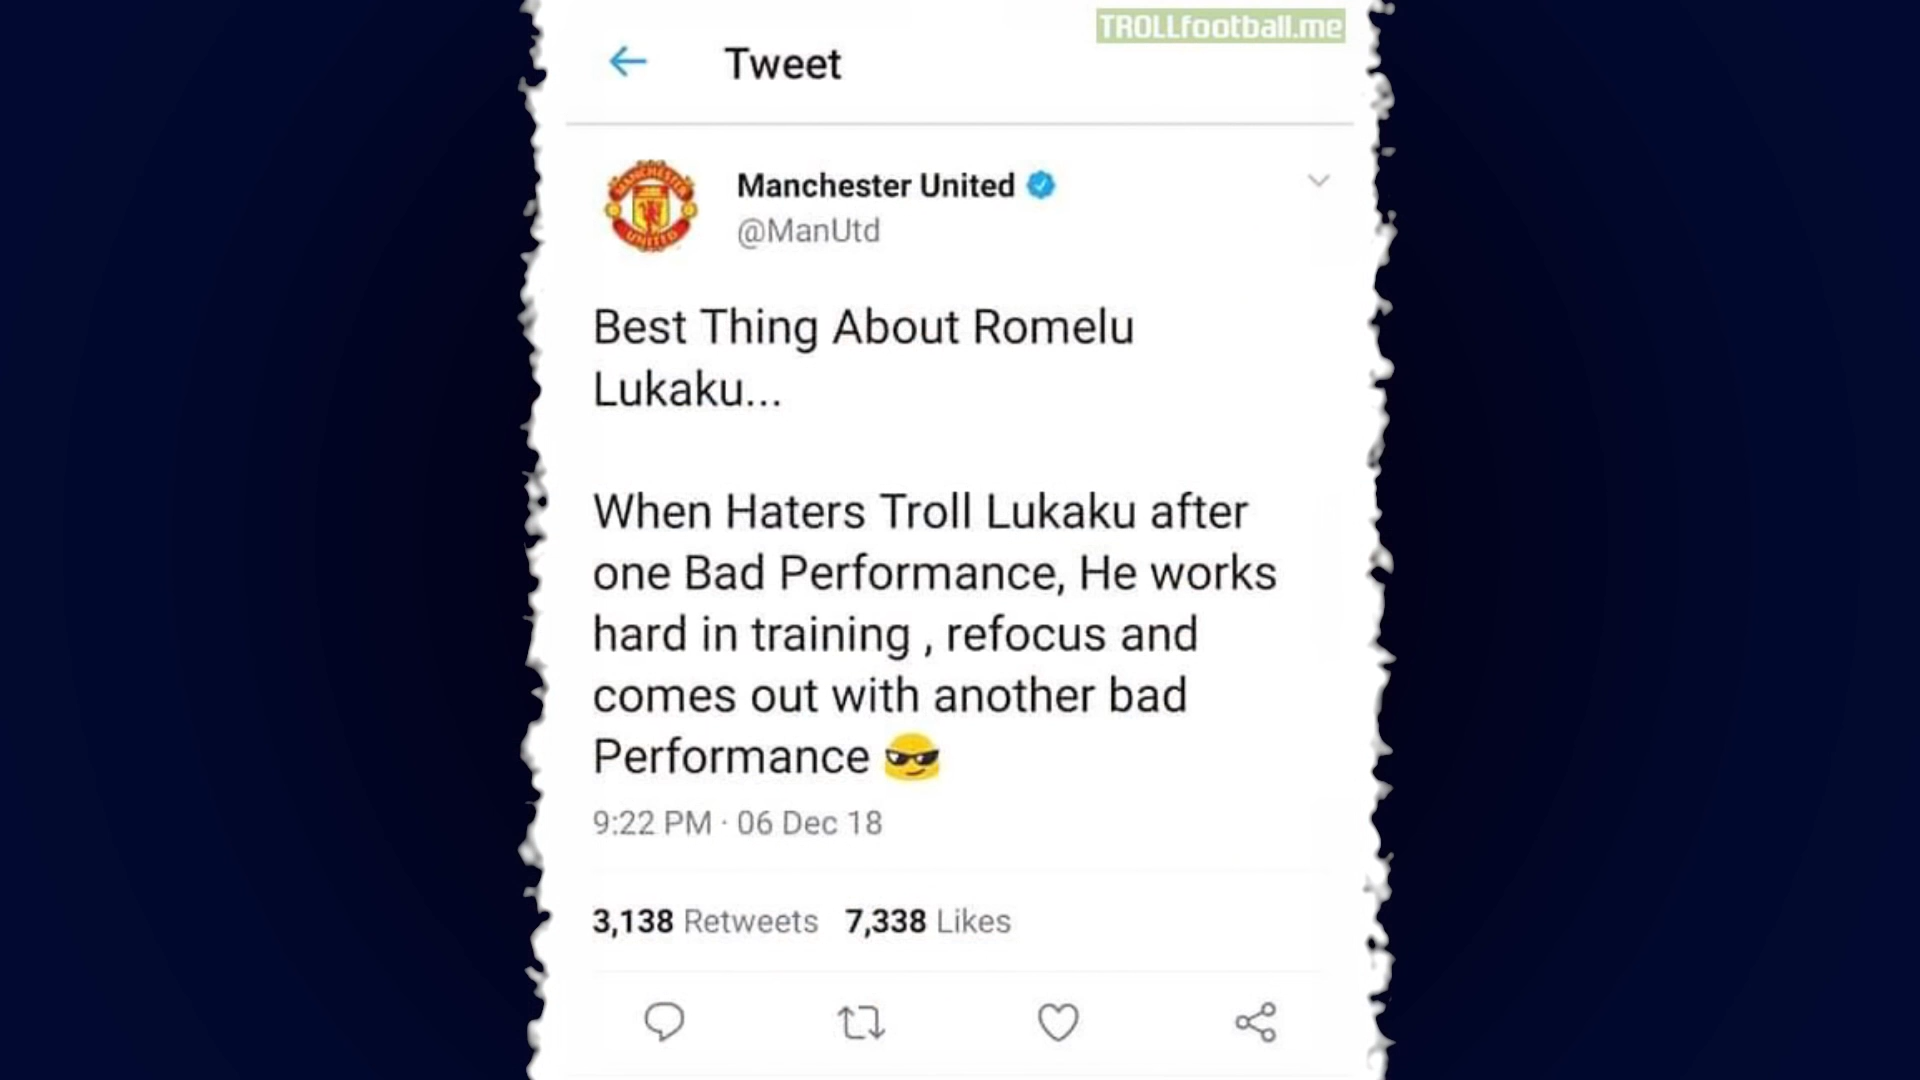 TROLLfootball.me
Tweet
MANCHESTER
UNITED
Manchester United
@ManUtd
Best Thing About Romelu
Lukaku...
When Haters Troll Lukaku after
one Bad Performance, He works
hard in training , refocus and
comes out with another bad
Performance 😎
9:22 PM · 06 Dec 18
3,138 Retweets 7,338 Likes